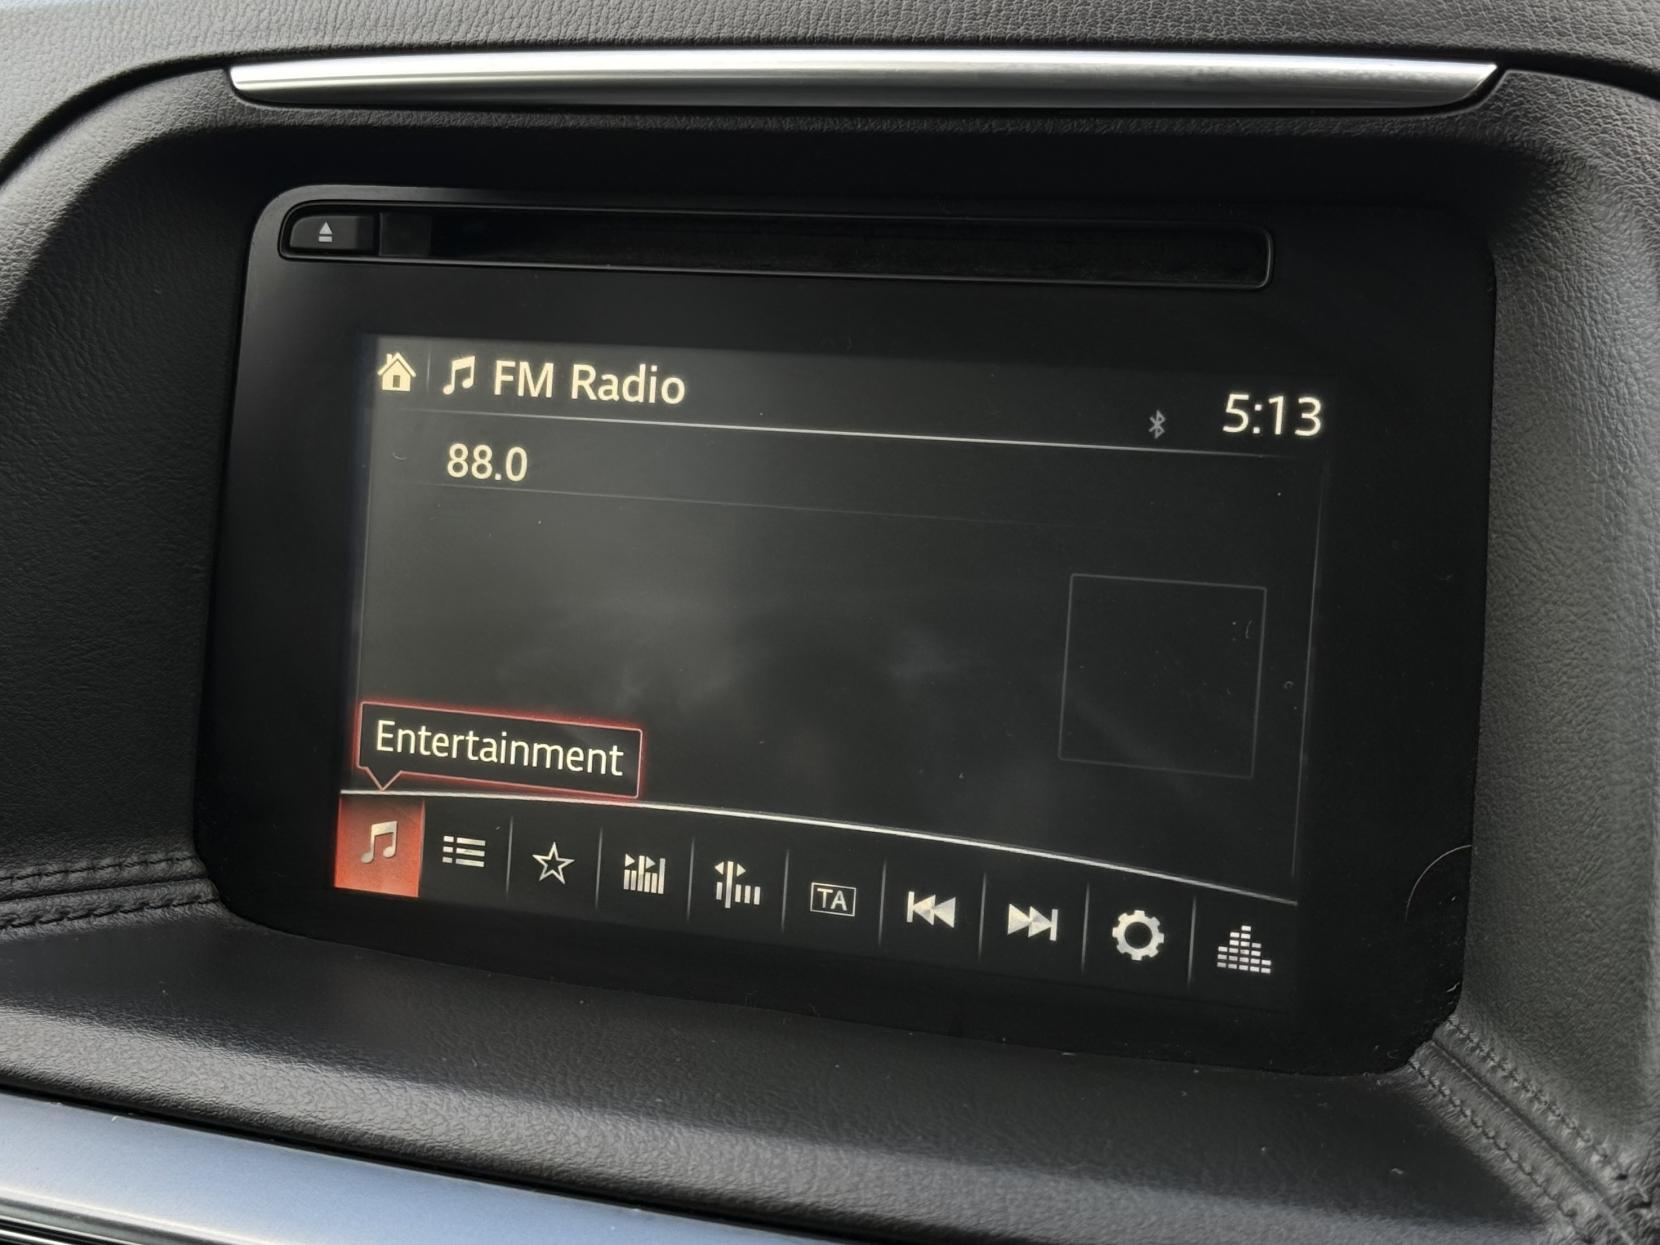 FM Radio
5:13
88.0
Entertainment
TA